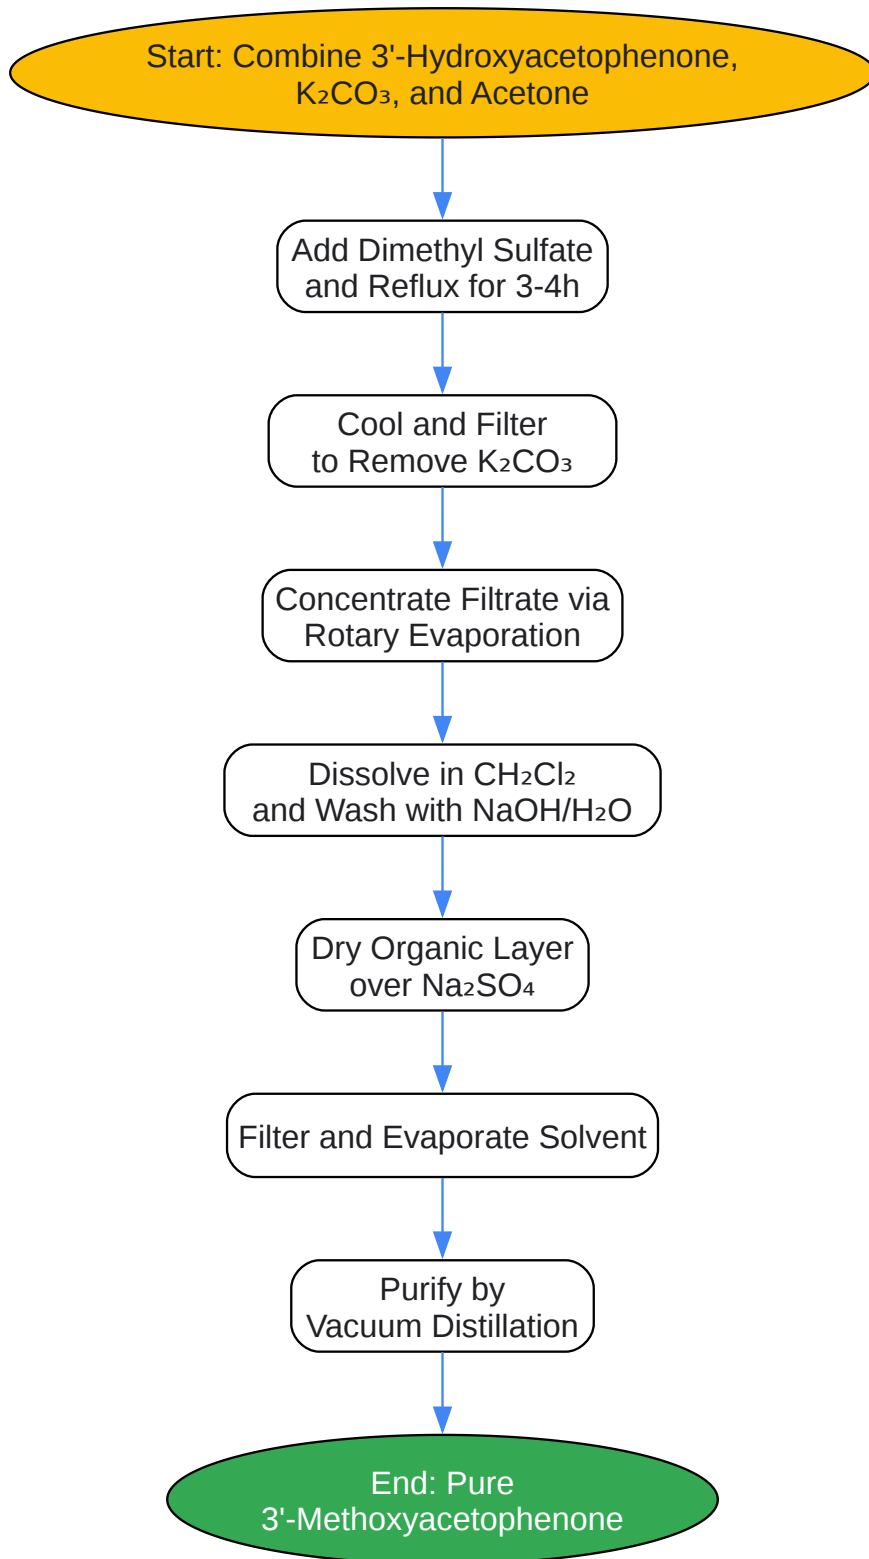 Start: Combine 3'-Hydroxyacetophenone,
K₂CO₃, and Acetone
Add Dimethyl Sulfate
and Reflux for 3-4h
Cool and Filter
to Remove K₂CO₃
Concentrate Filtrate via
Rotary Evaporation
Dissolve in CH₂Cl₂
and Wash with NaOH/H₂O
Dry Organic Layer
over Na₂SO₄
Filter and Evaporate Solvent
Purify by
Vacuum Distillation
End: Pure
3'-Methoxyacetophenone